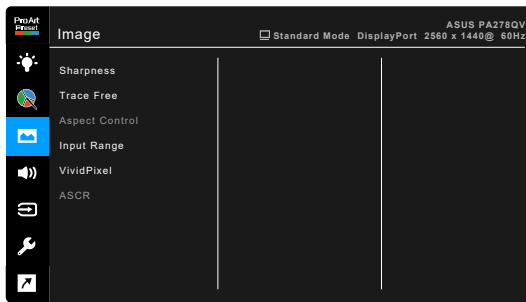 ProArt
Preset
Image
ASUS PA278QV
Standard Mode DisplayPort 2560 x 1440@ 60Hz
Sharpness
Trace Free
Aspect Control
Input Range
VividPixel
ASCR